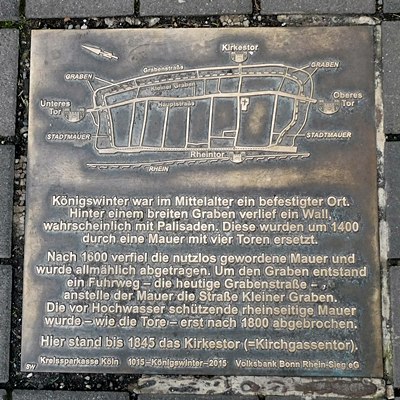 Kirkestor
Grabenstraße
GRABEN
GRABEN
Kleiner Graben
Unteres
Tor
Hauptstraße
Oberes
Tor
STADTMAUER
STADTMAUER
Rheintor
RHEIN
Königswinter war im Mittelalter ein befestigter Ort.
Hinter einem breiten Graben verlief ein Wall,
wahrscheinlich mit Palisaden. Diese wurden um 1400
durch eine Mauer mit vier Toren ersetzt.
Nach 1600 verfiel die nutzlos gewordene Mauer und
wurde allmählich abgetragen. Um den Graben entstand
ein Fuhrweg – die heutige Grabenstraße – ,
anstelle der Mauer die Straße Kleiner Graben.
Die vor Hochwasser schützende rheinseitige Mauer
wurde – wie die Tore – erst nach 1800 abgebrochen.
Hier stand bis 1845 das Kirkestor (=Kirchgassentor).
Kreissparkasse Köln 1015–Königswinter–2015 Volksbank Bonn Rhein-Sieg eG
SW